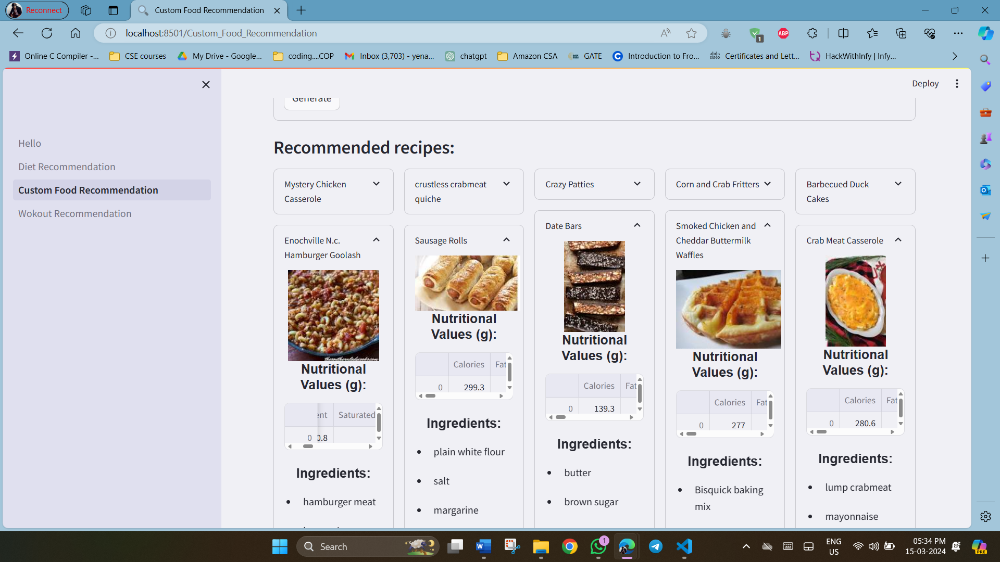 Reconnect
Custom Food Recommendation
localhost:8501/Custom_Food_Recommendation
1
ABP
Online C Compiler -...
CSE courses
My Drive - Google...
coding....COP
Inbox (3,703) - yena...
chatgpt
Amazon CSA
GATE
Introduction to Fro...
Certificates and Lett...
HackWithInfy | Infy...
Deploy
Generate
Hello
Diet Recommendation
Custom Food Recommendation
Wokout Recommendation
Recommended recipes:
Mystery Chicken
Casserole
crustless crabmeat
quiche
Crazy Patties
Corn and Crab Fritters
Barbecued Duck
Cakes
Enochville N.c.
Hamburger Goolash
thesouthernladycooks.com
Nutritional
Values (g):
ent
Saturated
0
0.8
Ingredients:
hamburger meat
Sausage Rolls
Nutritional
Values (g):
Calories
Fat
0
299.3
Ingredients:
plain white flour
salt
margarine
Date Bars
Nutritional
Values (g):
Calories
Fat
0
139.3
Ingredients:
butter
brown sugar
Smoked Chicken and
Cheddar Buttermilk
Waffles
Nutritional
Values (g):
Calories
Fat
0
277
Ingredients:
Bisquick baking
mix
Crab Meat Casserole
Nutritional
Values (g):
Calories
Fat
0
280.6
Ingredients:
lump crabmeat
mayonnaise
Search
1
ENG
US
05:34 PM
15-03-2024
PRE